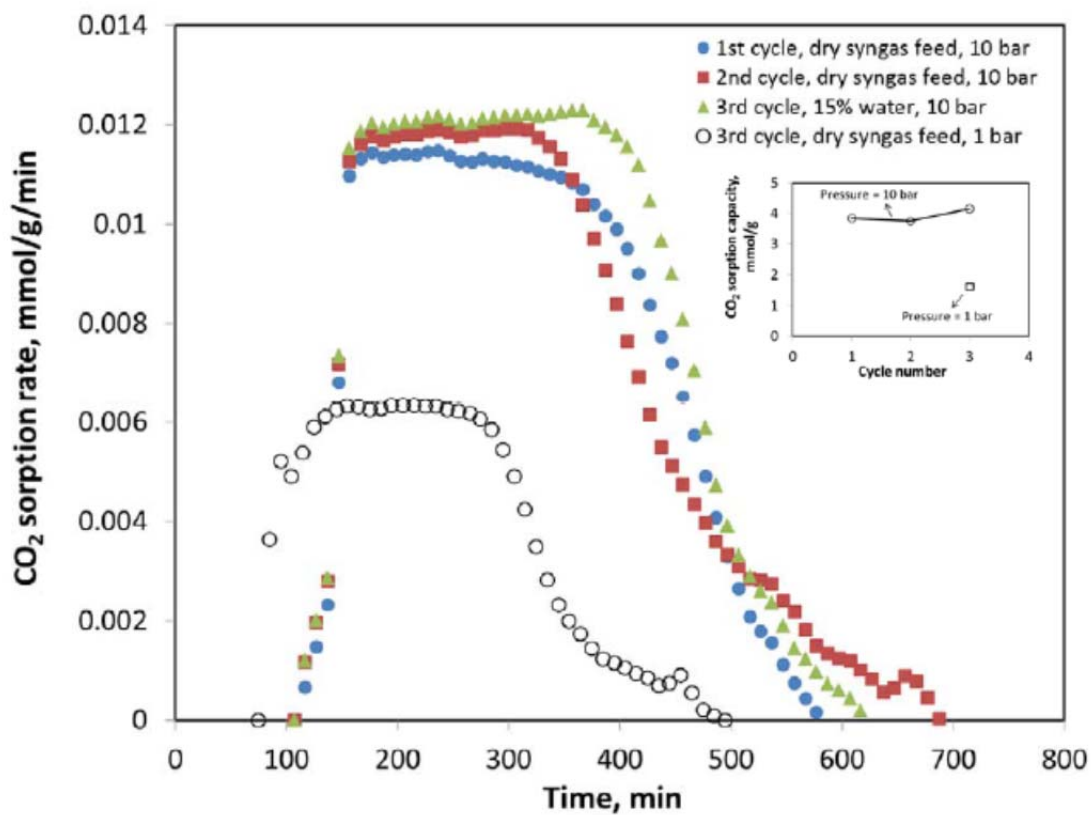 0.014
0.012
0.01
0.008
0.006
0.004
0.002
0
CO₂ sorption rate, mmol/g/min
0 100 200 300 400 500 600 700 800
Time, min
1st cycle, dry syngas feed, 10 bar
2nd cycle, dry syngas feed, 10 bar
3rd cycle, 15% water, 10 bar
3rd cycle, dry syngas feed, 1 bar
CO₂ sorption capacity,
mmol/g
5
4
3
2
1
0
Pressure = 10 bar
Pressure = 1 bar
0 1 2 3 4
Cycle number